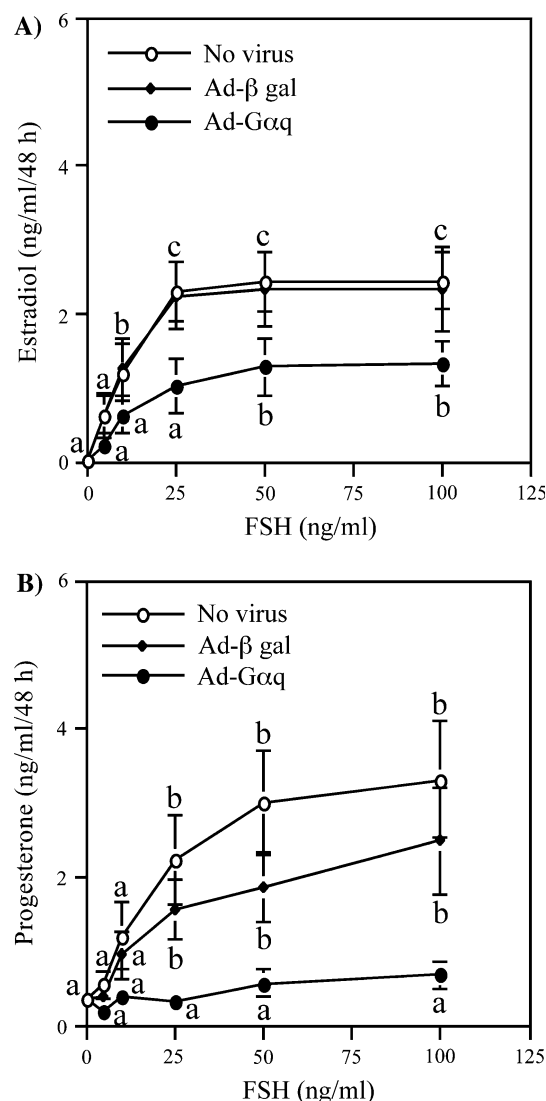 A)
6
No virus
Ad-β gal
Ad-Gαq
4
Estradiol (ng/ml/48 h)
c c c
2
b
a
a
a a a b b
0
0 25 50 75 100 125
FSH (ng/ml)
B)
6
No virus
Ad-β gal
Ad-Gαq
4
Progesterone (ng/ml/48 h)
b b b
2
a
a a b b b
a
a a a a
0
0 25 50 75 100 125
FSH (ng/ml)